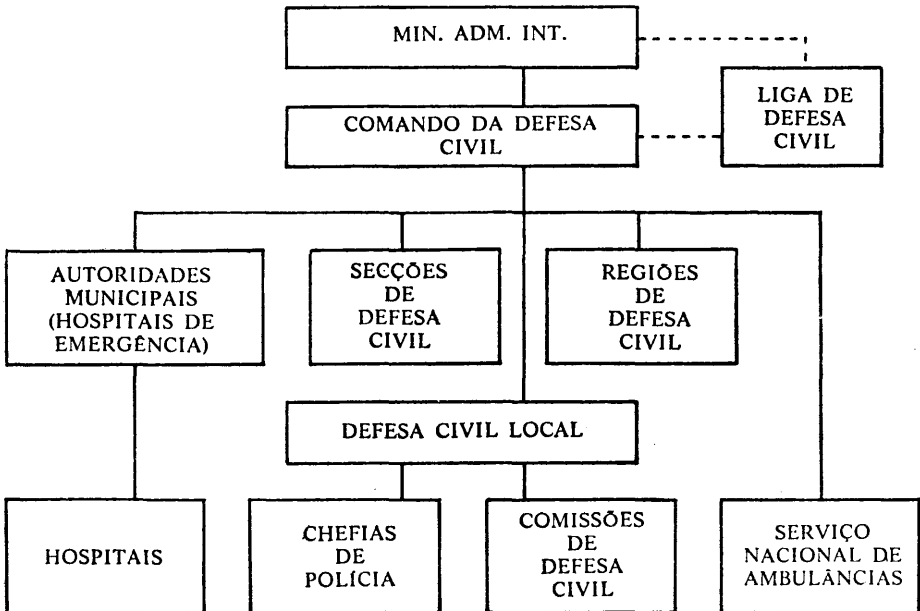 MIN. ADM. INT.
LIGA DE
DEFESA
CIVIL
COMANDO DA DEFESA
CIVIL
AUTORIDADES
MUNICIPAIS
(HOSPITAIS DE
EMERGÊNCIA)
SECÇÕES
DE
DEFESA
CIVIL
REGIÕES
DE
DEFESA
CIVIL
DEFESA CIVIL LOCAL
HOSPITAIS
CHEFIAS
DE
POLÍCIA
COMISSÕES
DE
DEFESA
CIVIL
SERVIÇO
NACIONAL DE
AMBULÂNCIAS